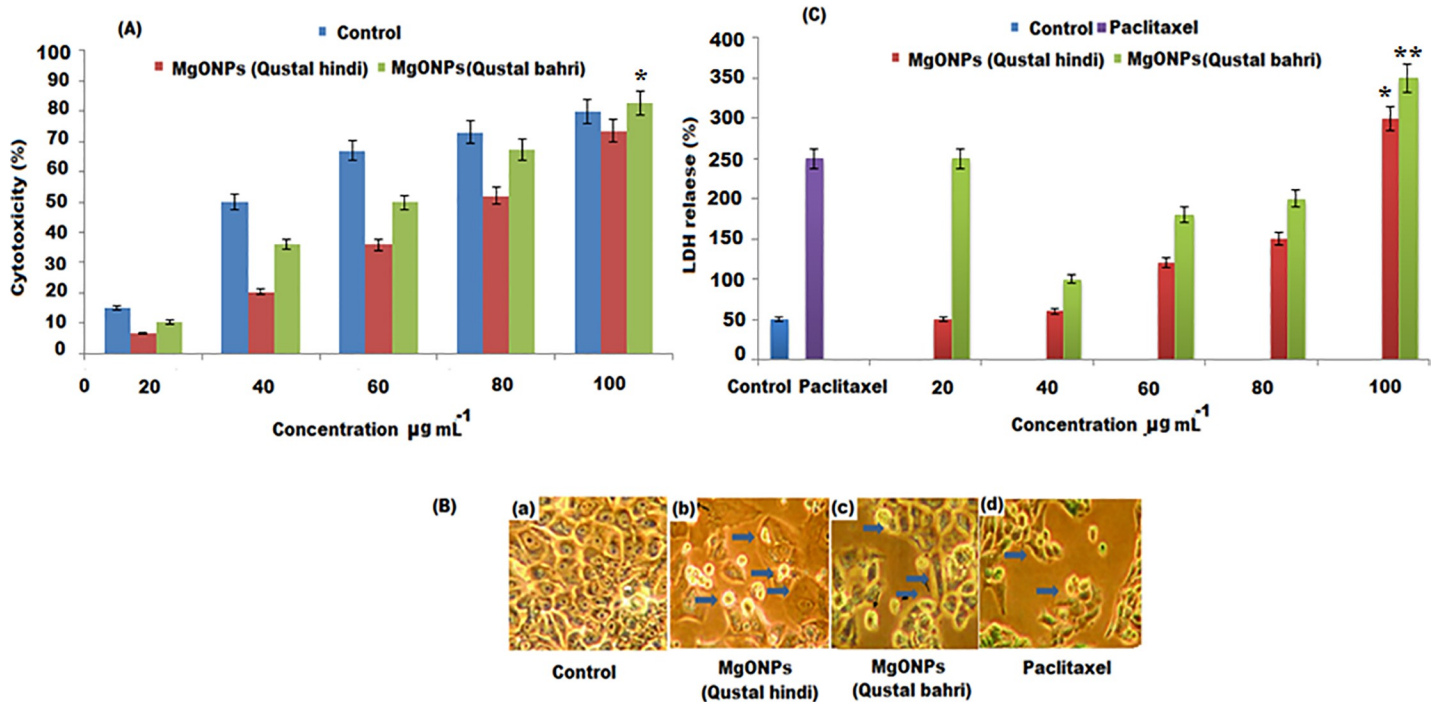 (A)
Control
MgONPs (Qustal hindi) MgONPs(Qustal bahri)
100
90
80
70
60
50
40
30
20
10
0
Cytotoxicity (%)
*
0 20 40 60 80 100
Concentration µg mL-1
(C)
Control Paclitaxel
MgONPs (Qustal hindi) MgONPs(Qustal bahri)
400
350
300
250
200
150
100
50
0
LDH relaese (%)
* **
Control Paclitaxel 20 40 60 80 100
Concentration µg mL-1
(B)
(a) (b) (c) (d)
Control
MgONPs
(Qustal hindi)
MgONPs
(Qustal bahri)
Paclitaxel